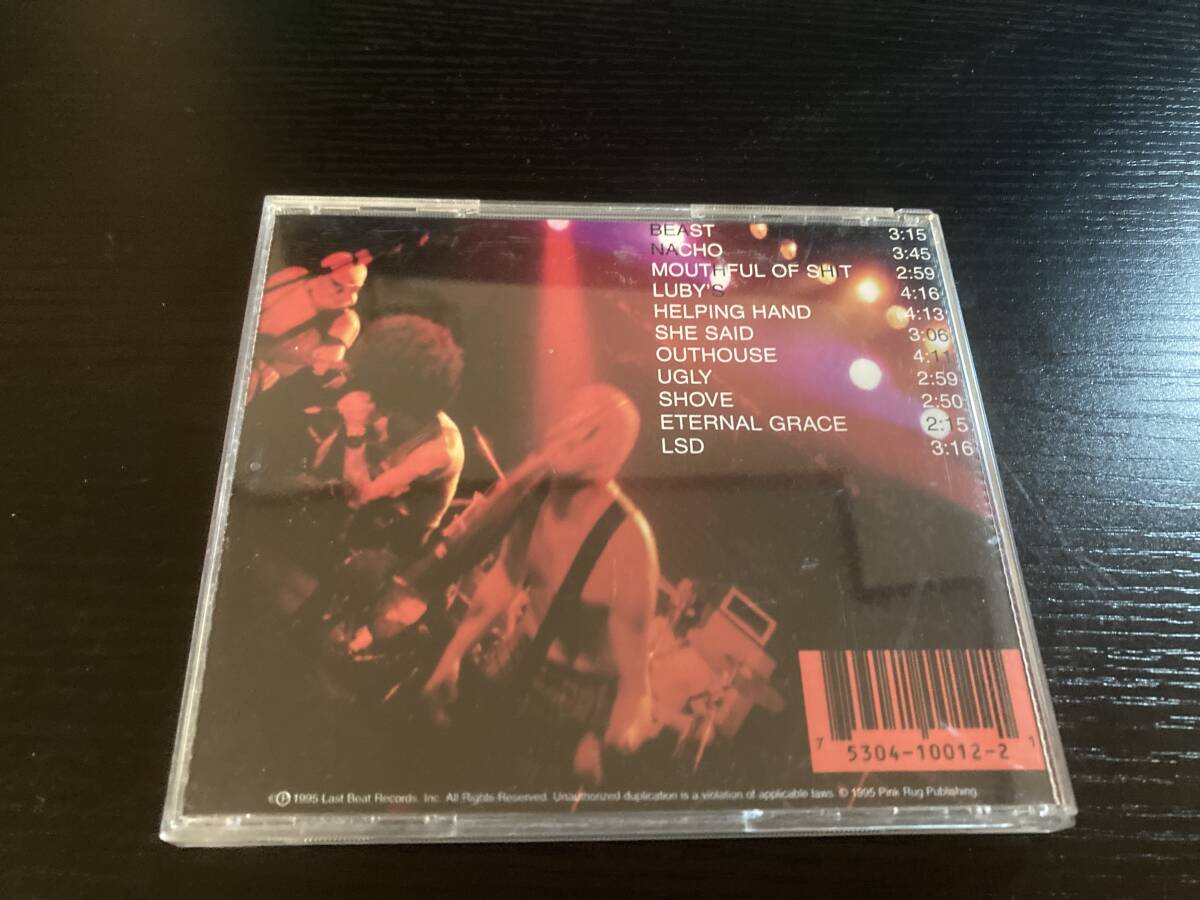 BEAST 3:15
NACHO 3:45
MOUTHFUL OF SHIT 2:59
LUBY'S 4:16
HELPING HAND 4:13
SHE SAID 3:06
OUTHOUSE 4:11
UGLY 2:59
SHOVE 2:50
ETERNAL GRACE 2:15
LSD 3:16
7 5304-10012-2 1
©℗ 1995 Last Beat Records, Inc. All Rights Reserved. Unauthorized duplication is a violation of applicable laws. © 1995 Pink Rug Publishing.